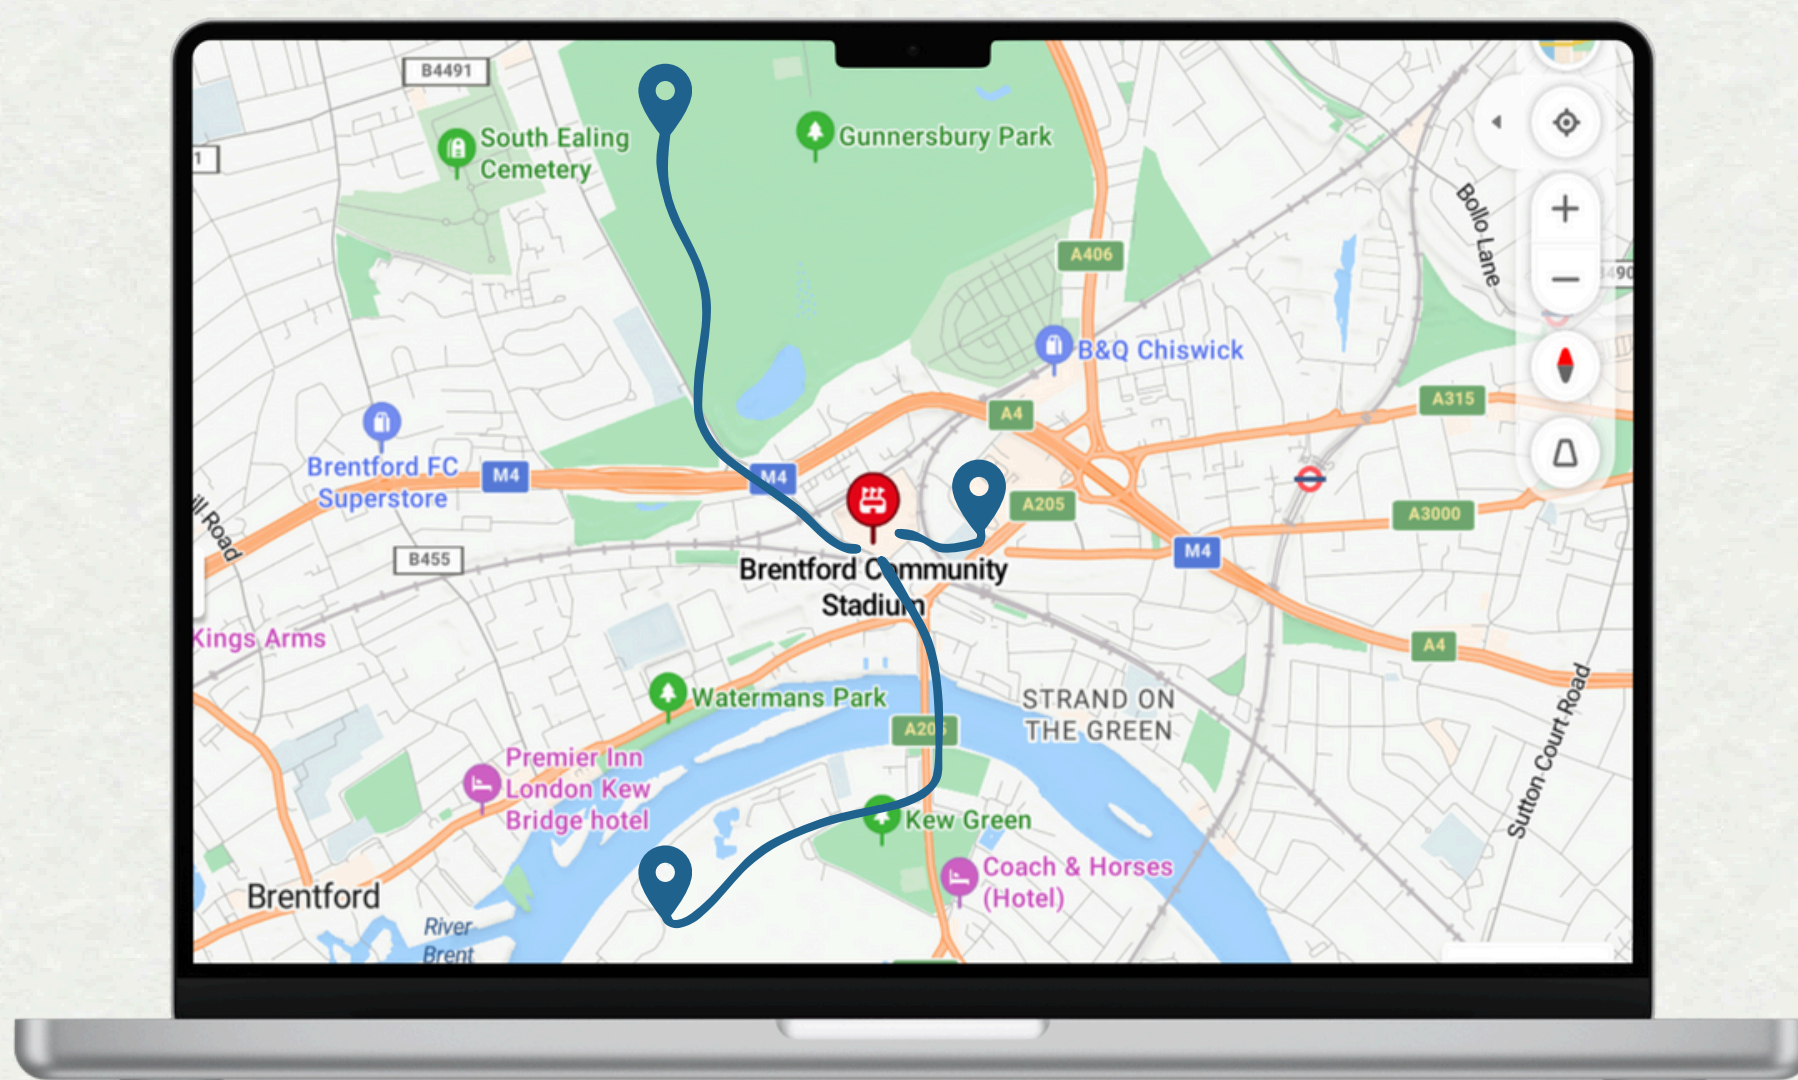 B4491
South Ealing
Cemetery
Gunnersbury Park
1
Bollo Lane
A406
B&Q Chiswick
A315
A4
Brentford FC
Superstore
M4
M4
A205
A3000
B455
M4
Brentford Community
Stadium
Kings Arms
A4
Watermans Park
STRAND ON
THE GREEN
A205
Sutton Court Road
Premier Inn
London Kew
Bridge hotel
Kew Green
Coach & Horses
(Hotel)
Brentford
River
Brent